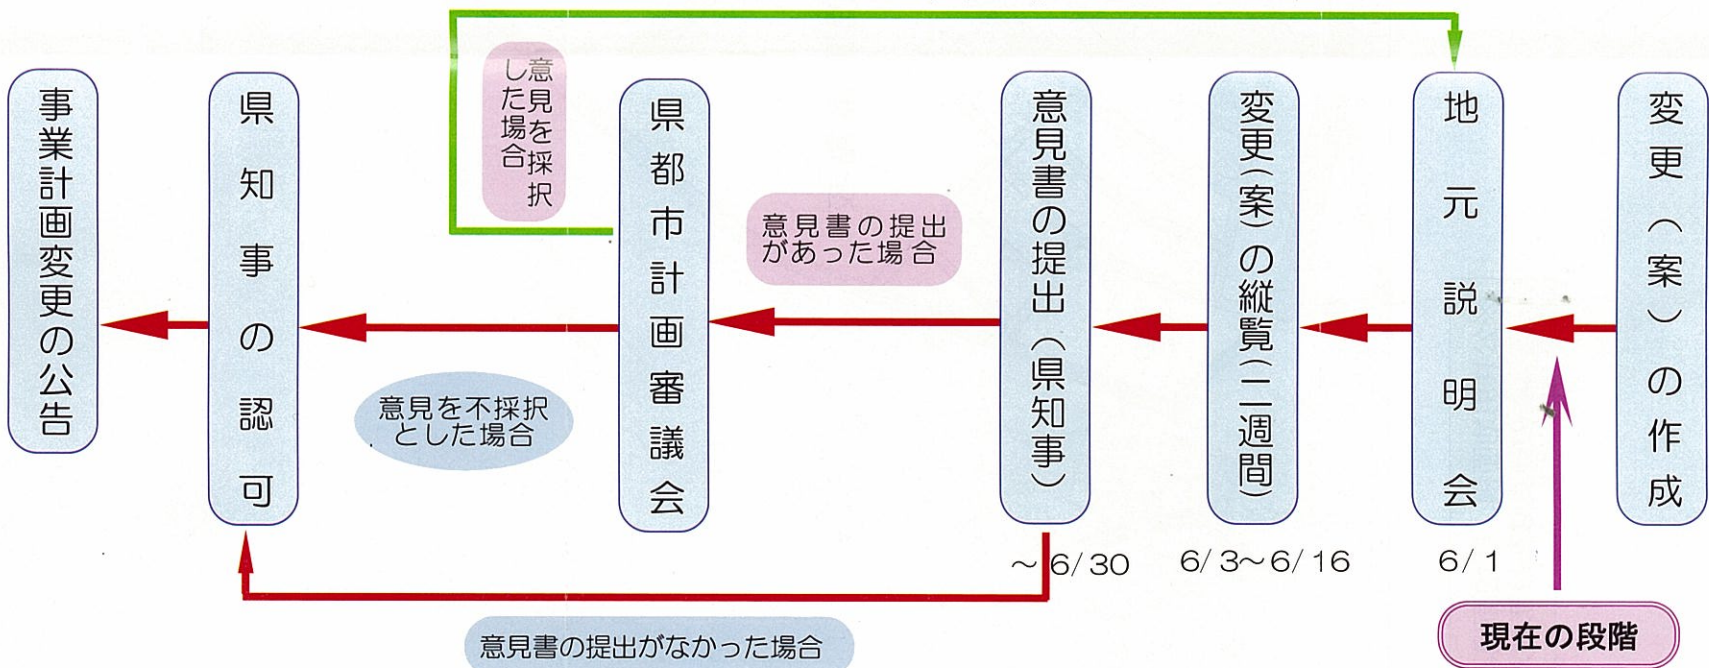 変更（案）の作成
地元説明会
変更（案）の縦覧（二週間）
意見書の提出（県知事）
県都市計画審議会
県知事の認可
事業計画変更の公告
意見を採択
した場合
意見書の提出
があった場合
意見を不採択
とした場合
～6/30
6/3～6/16
6/1
意見書の提出がなかった場合
現在の段階